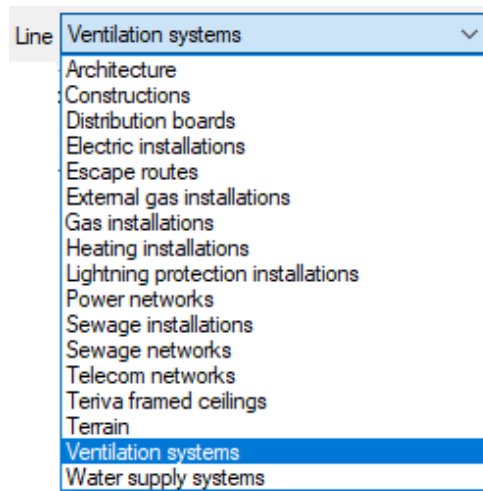 Line Ventilation systems
Architecture
Constructions
Distribution boards
Electric installations
Escape routes
External gas installations
Gas installations
Heating installations
Lightning protection installations
Power networks
Sewage installations
Sewage networks
Telecom networks
Teriva framed ceilings
Terrain
Ventilation systems
Water supply systems